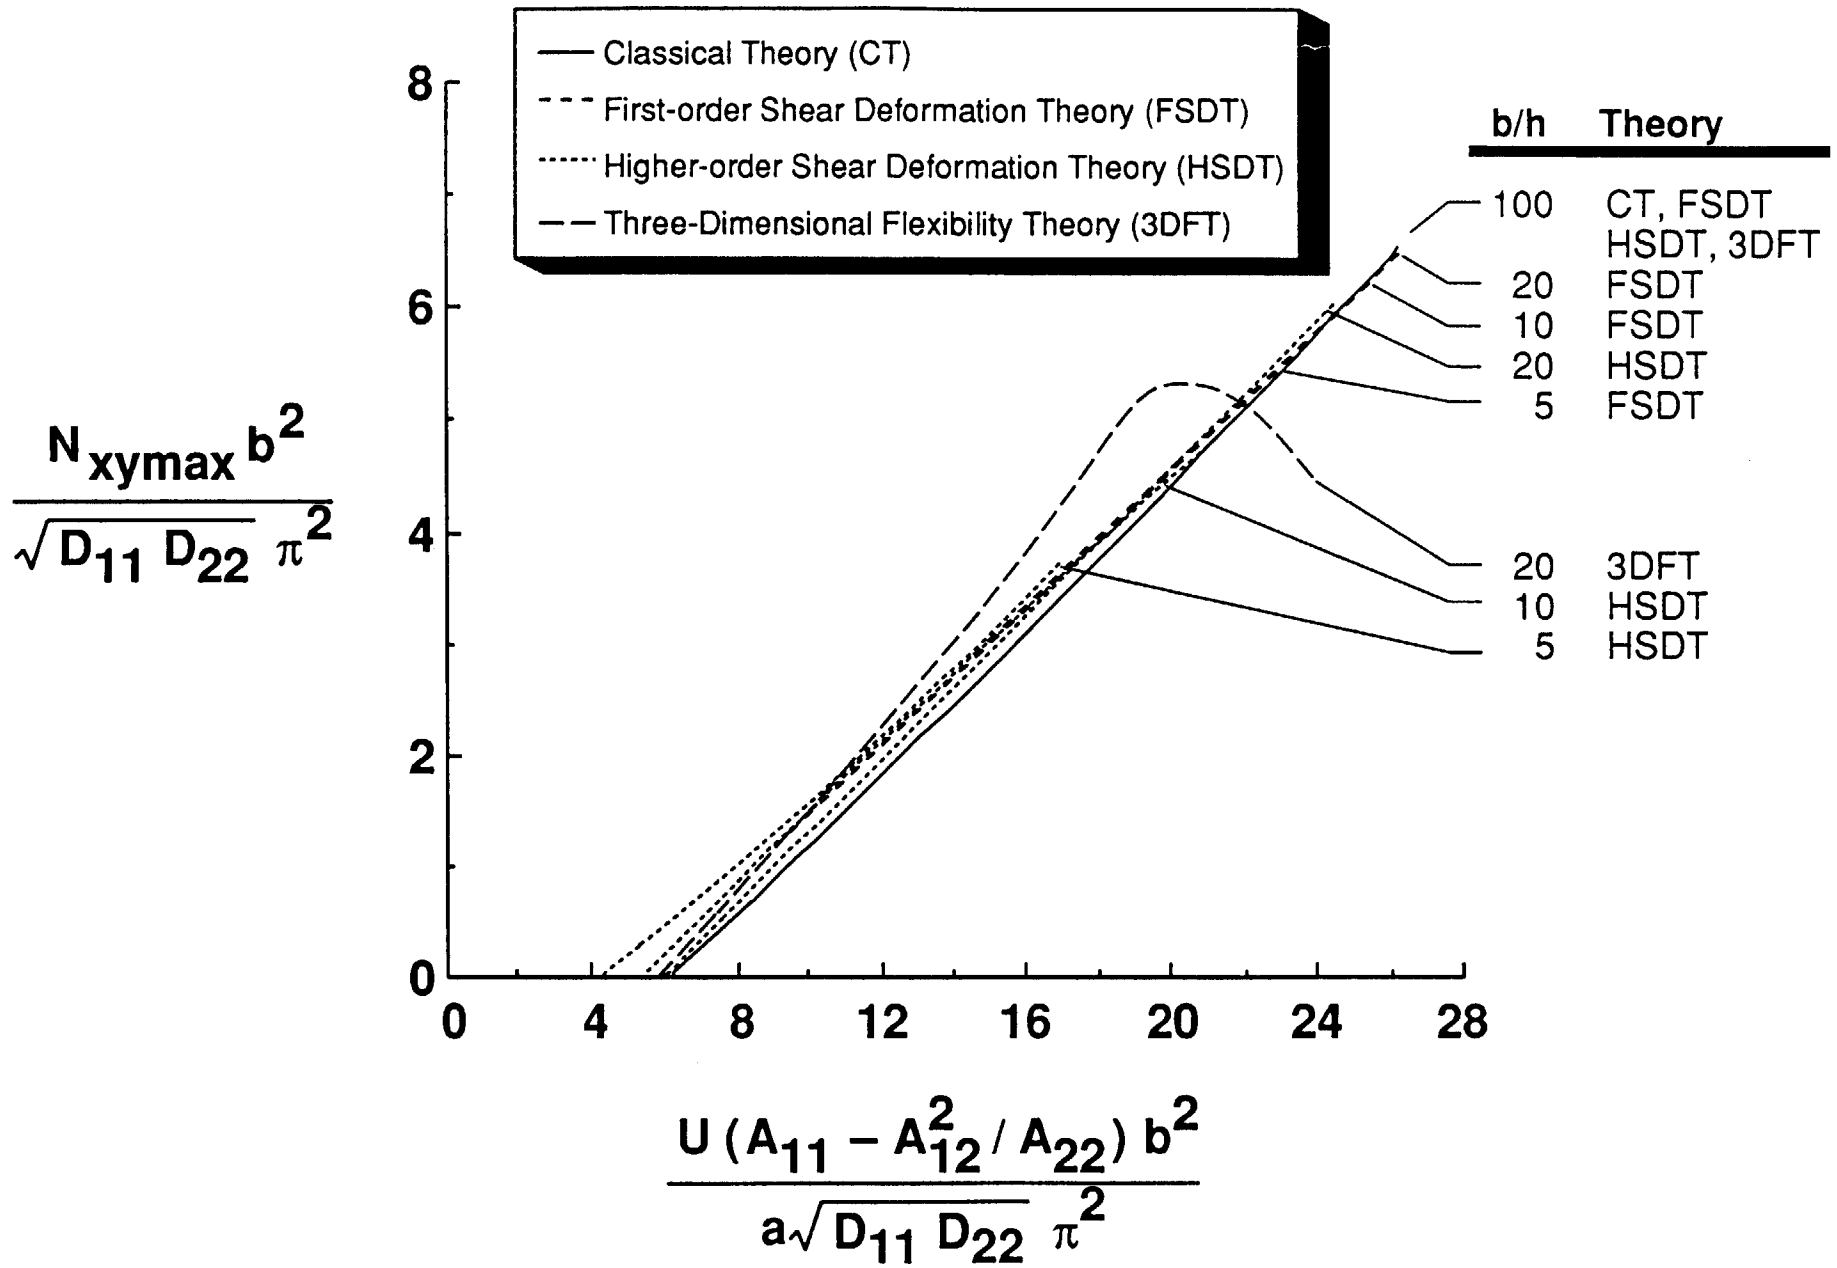 Classical Theory (CT)
First-order Shear Deformation Theory (FSDT)
Higher-order Shear Deformation Theory (HSDT)
Three-Dimensional Flexibility Theory (3DFT)
b/h Theory
100 CT, FSDT
HSDT, 3DFT
20 FSDT
10 FSDT
20 HSDT
5 FSDT
20 3DFT
10 HSDT
5 HSDT
8
6
4
2
0
N_xymax b²
√D₁₁ D₂₂ π²
0 4 8 12 16 20 24 28
U (A₁₁ − A₁₂² / A₂₂) b²
a√D₁₁ D₂₂ π²